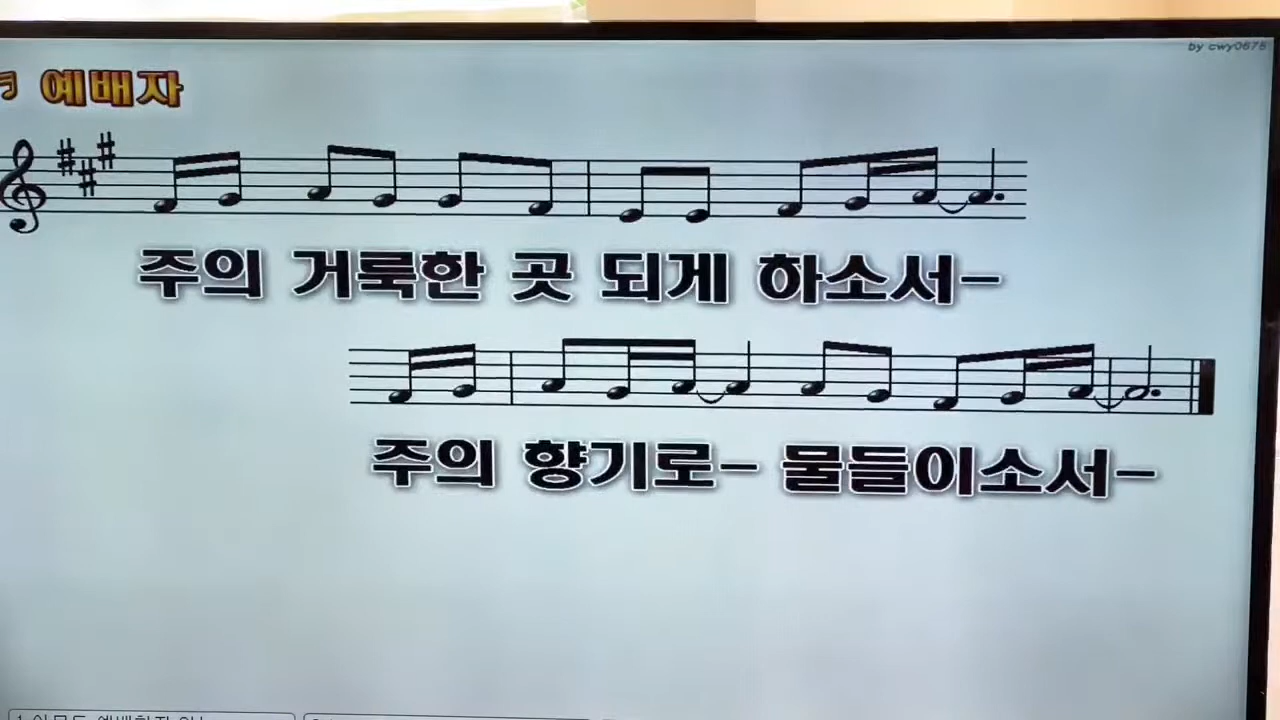 by cwy0675
예배자
주의 거룩한 곳 되게 하소서-
주의 향기로- 물들이소서-